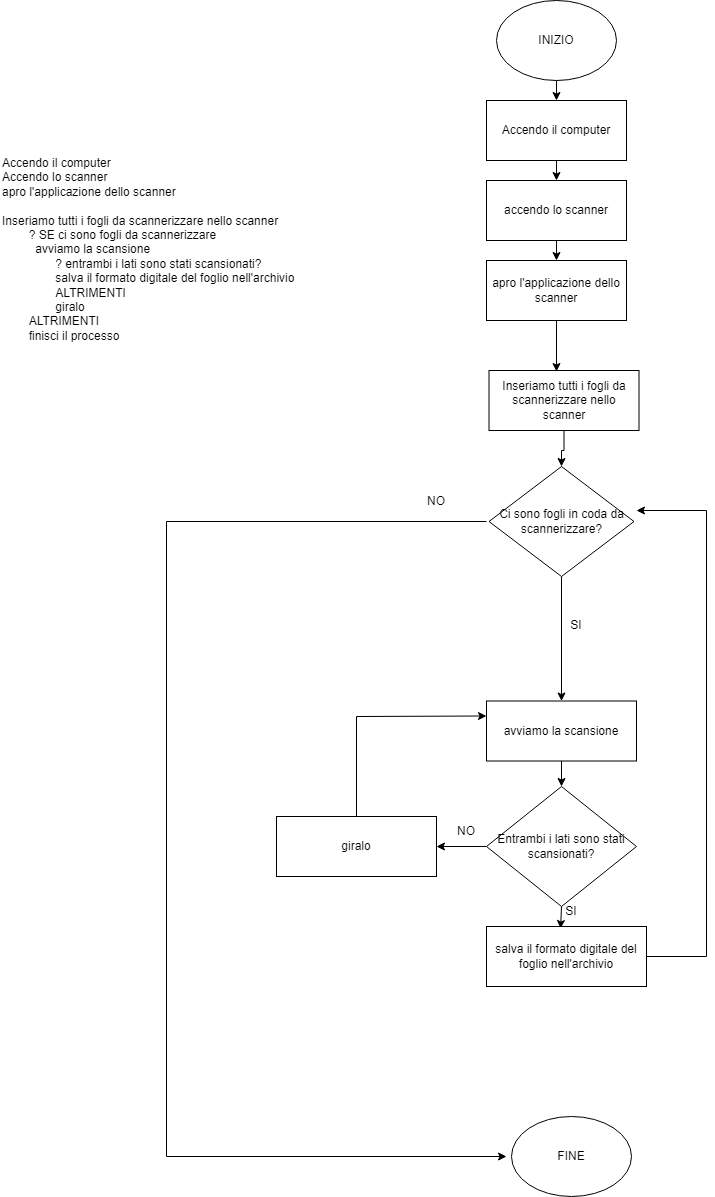 Accendo il computer
Accendo lo scanner
apro l'applicazione dello scanner
Inseriamo tutti i fogli da scannerizzare nello scanner
? SE ci sono fogli da scannerizzare
avviamo la scansione
? entrambi i lati sono stati scansionati?
salva il formato digitale del foglio nell'archivio
ALTRIMENTI
giralo
ALTRIMENTI
finisci il processo
INIZIO
Accendo il computer
accendo lo scanner
apro l'applicazione dello
scanner
Inseriamo tutti i fogli da
scannerizzare nello
scanner
Ci sono fogli in coda da
scannerizzare?
NO
SI
avviamo la scansione
Entrambi i lati sono stati
scansionati?
NO
giralo
SI
salva il formato digitale del
foglio nell'archivio
FINE